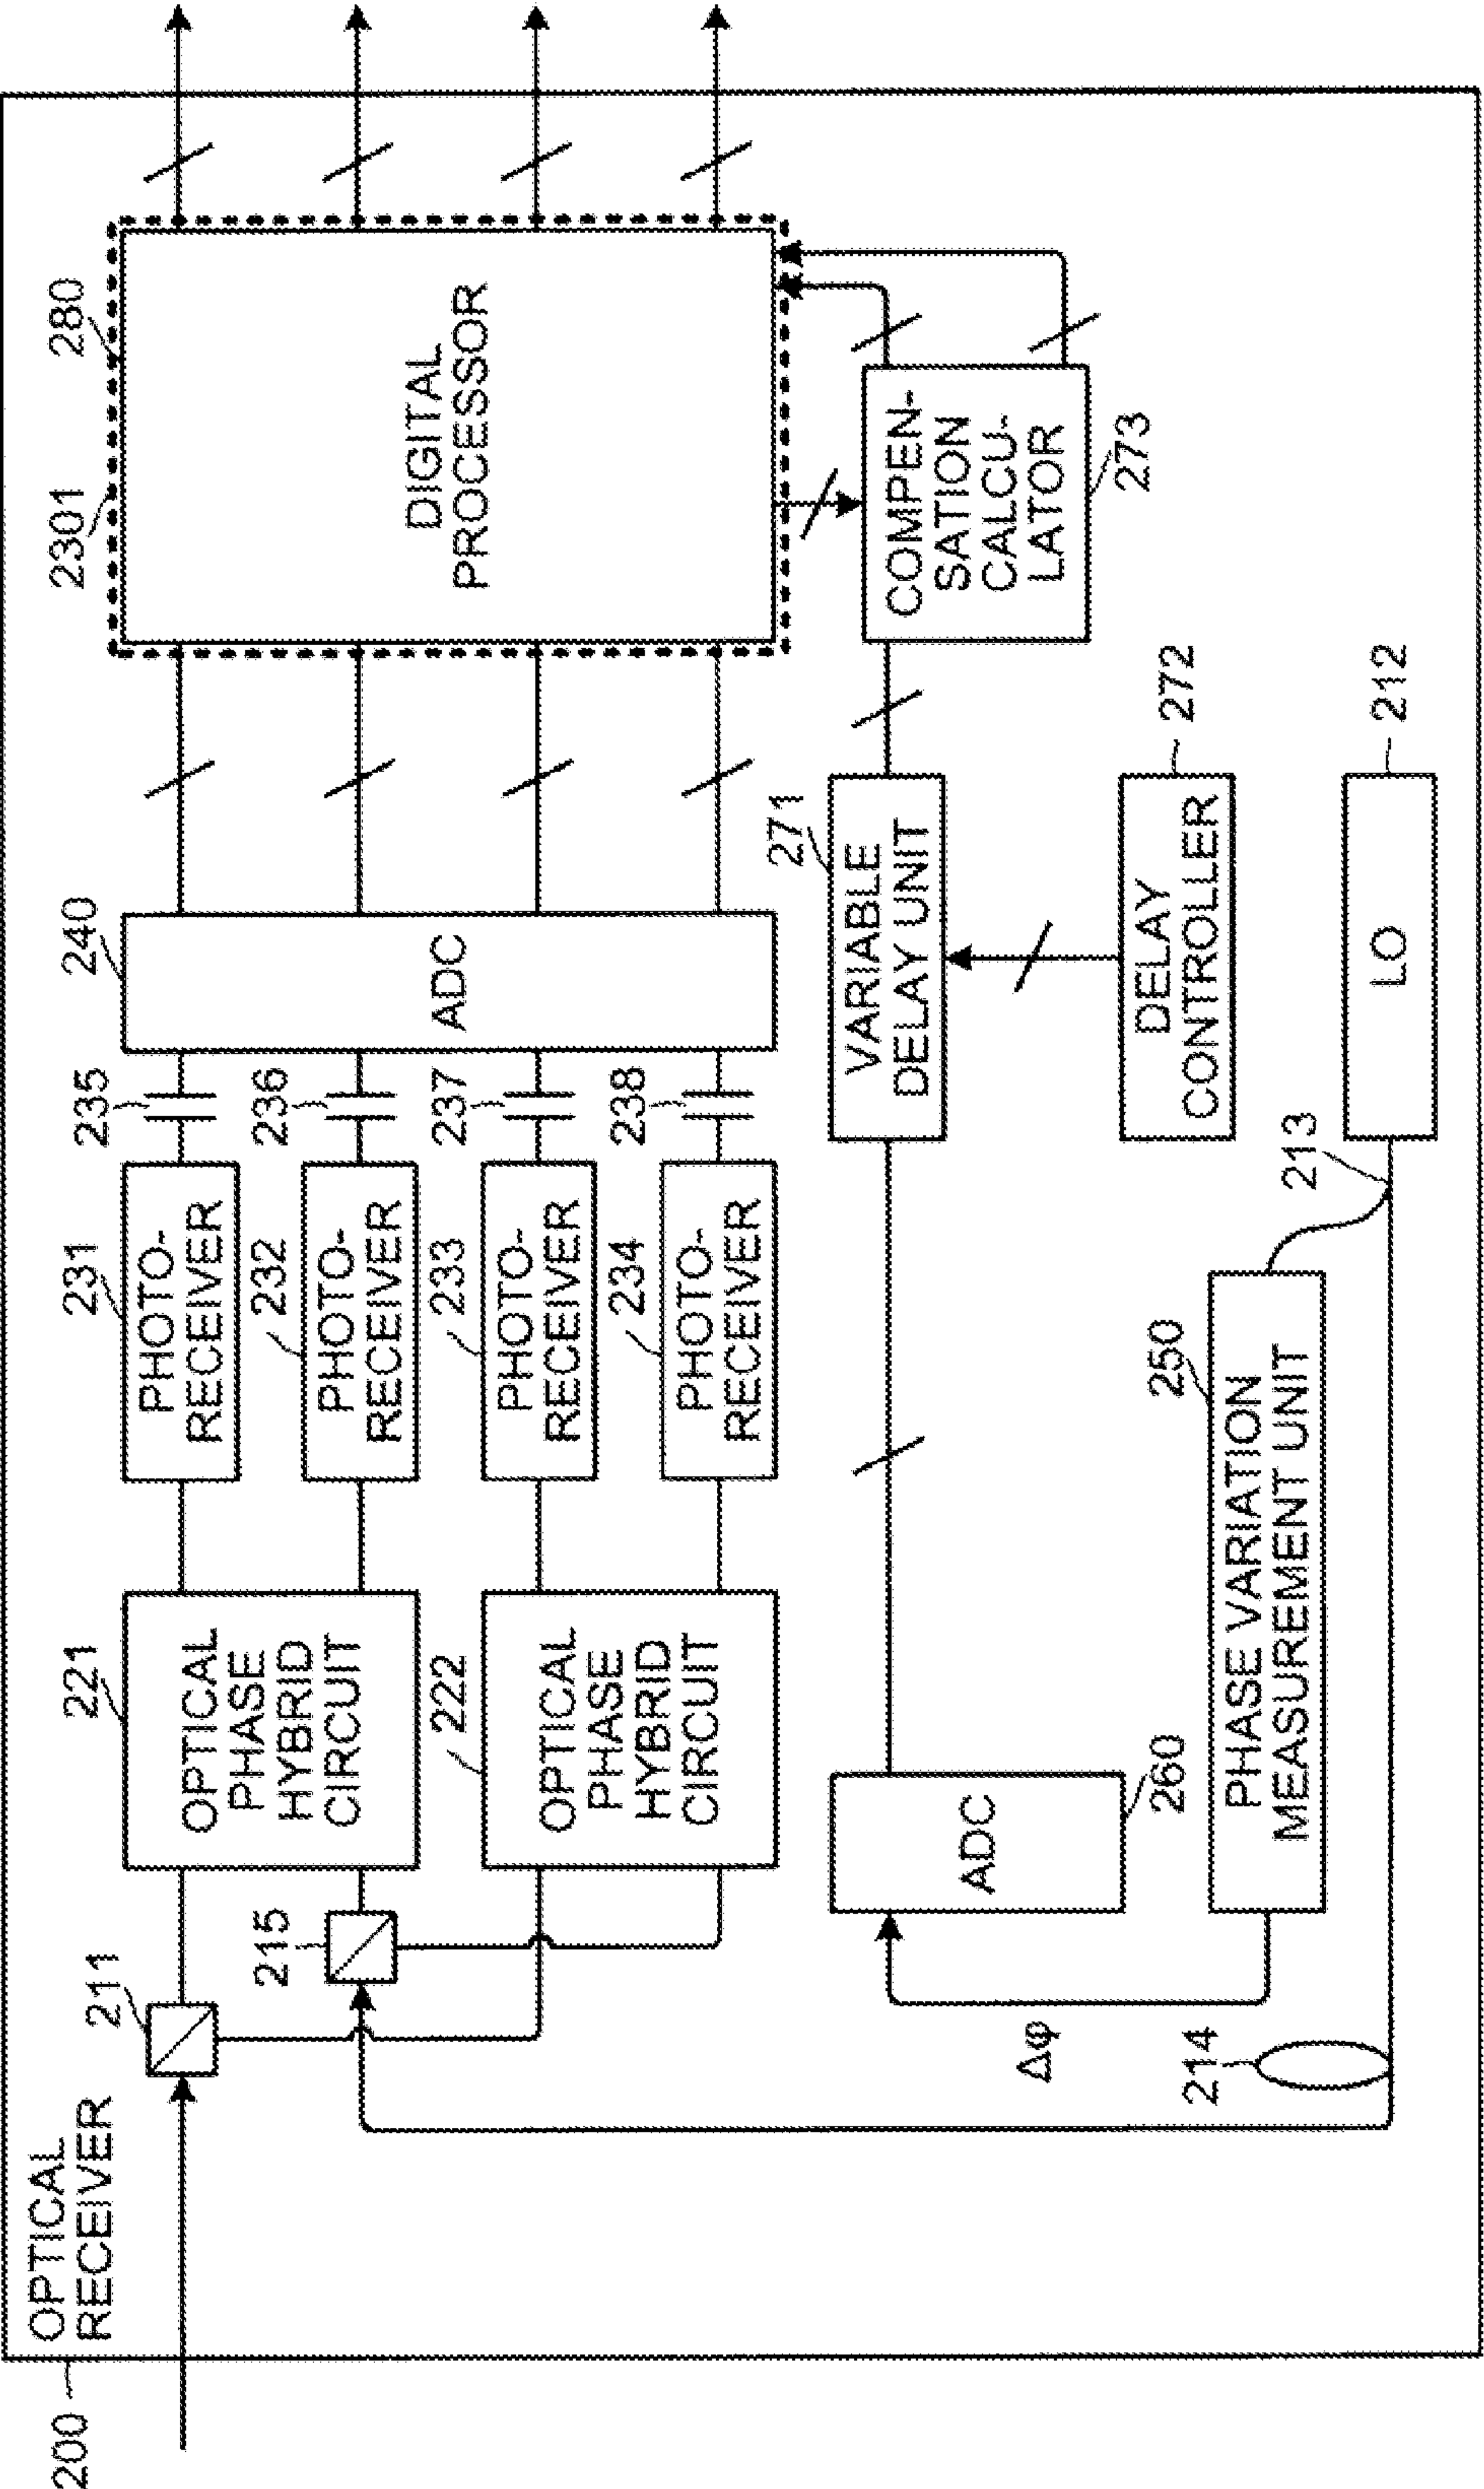 200
OPTICAL
RECEIVER
211
215
221
OPTICAL
PHASE
HYBRID
CIRCUIT
222
OPTICAL
PHASE
HYBRID
CIRCUIT
231
PHOTO-
RECEIVER
232
PHOTO-
RECEIVER
233
PHOTO-
RECEIVER
234
PHOTO-
RECEIVER
235
236
237
238
240
ADC
2301
280
DIGITAL
PROCESSOR
Δφ
ADC
260
271
VARIABLE
DELAY UNIT
COMPEN-
SATION
CALCU-
LATOR
273
272
DELAY
CONTROLLER
250
PHASE VARIATION
MEASUREMENT UNIT
214
213
212
LO